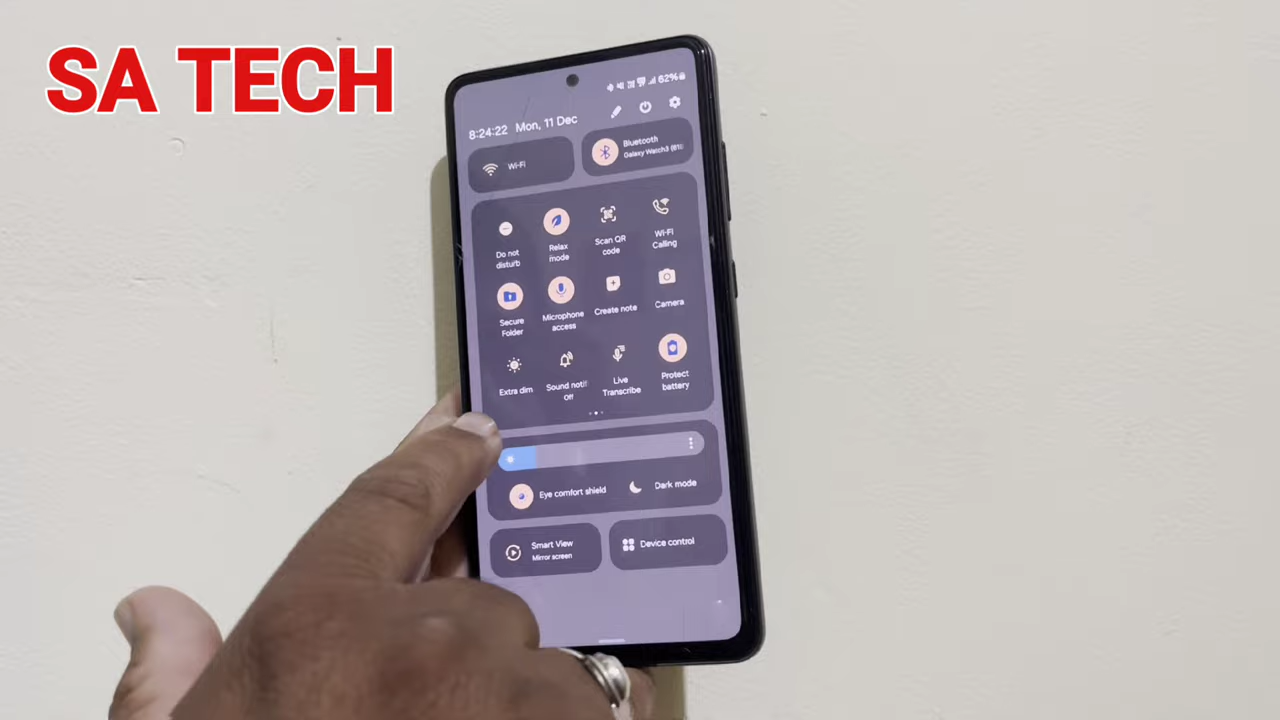 SA TECH
62%
8:24:22 Mon, 11 Dec
Wi-Fi
Bluetooth
Galaxy Watch3
Do not
disturb
Relax
mode
Scan QR
code
Wi-Fi
Calling
Secure
Folder
Microphone
access
Create note
Camera
Extra dim
Sound notif
Off
Live
Transcribe
Protect
battery
Eye comfort shield
Dark mode
Smart View
Mirror screen
Device control